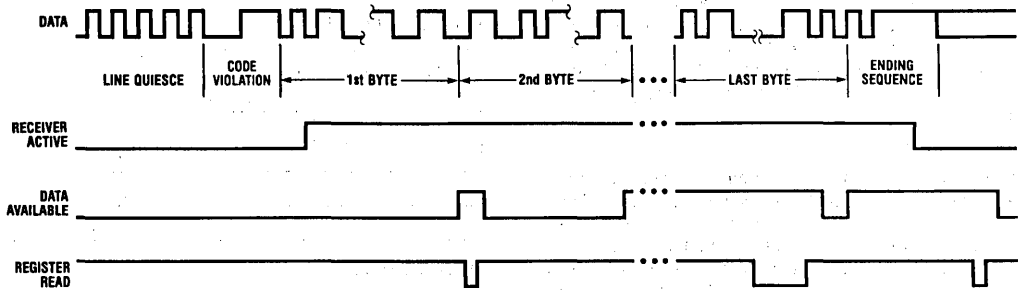 DATA
LINE QUIESCE
CODE
VIOLATION
1st BYTE
2nd BYTE
• • •
LAST BYTE
ENDING
SEQUENCE
RECEIVER
ACTIVE
• • •
DATA
AVAILABLE
• • •
REGISTER
READ
• • •